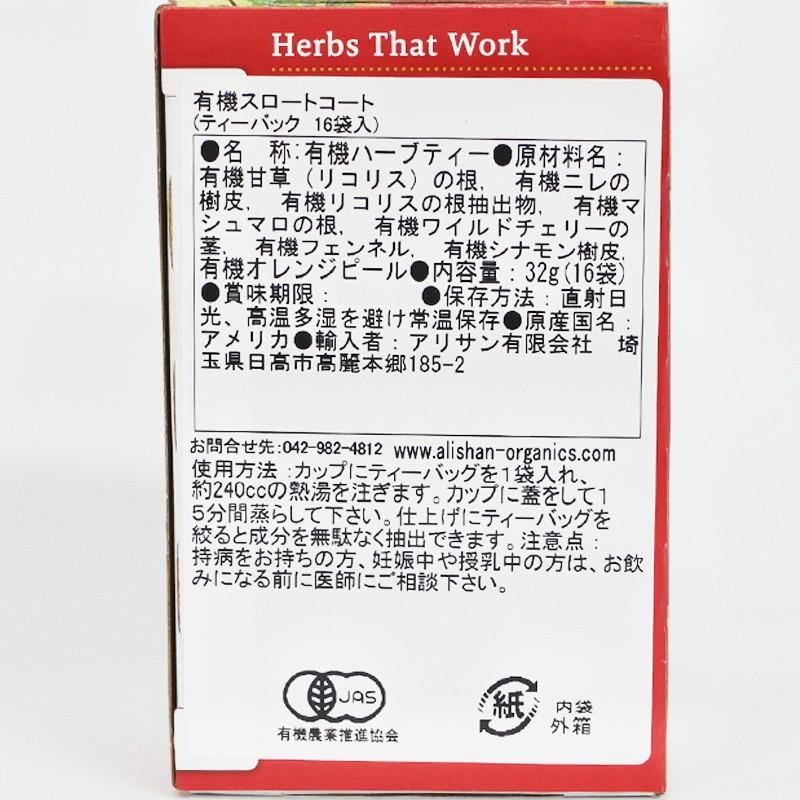 Herbs That Work
有機スロートコート
(ティーバック 16袋入)
●名　称:有機ハーブティー●原材料名:
有機甘草(リコリス)の根, 有機ニレの
樹皮, 有機リコリスの根抽出物, 有機マ
シュマロの根, 有機ワイルドチェリーの
茎, 有機フェンネル, 有機シナモン樹皮,
有機オレンジピール●内容量:32g(16袋)
●賞味期限:　　　●保存方法:直射日
光、高温多湿を避け常温保存●原産国名:
アメリカ●輸入者:アリサン有限会社　埼
玉県日高市高麗本郷185-2
お問合せ先:042-982-4812 www.alishan-organics.com
使用方法:カップにティーバッグを1袋入れ、
約240ccの熱湯を注ぎます。カップに蓋をして1
5分間蒸らして下さい。仕上げにティーバッグを
絞ると成分を無駄なく抽出できます。注意点:
持病をお持ちの方、妊娠中や授乳中の方は、お飲
みになる前に医師にご相談下さい。
JAS
有機農業推進協会
紙
内袋
外箱